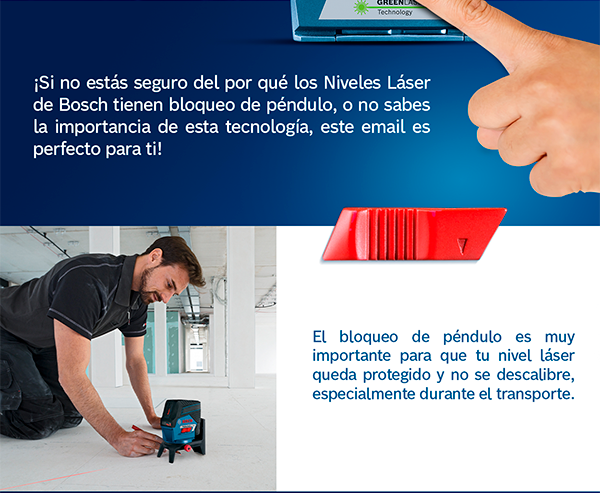 GREENLAS
Technology
¡Si no estás seguro del por qué los Niveles Láser
de Bosch tienen bloqueo de péndulo, o no sabes
la importancia de esta tecnología, este email es
perfecto para ti!
El bloqueo de péndulo es muy
importante para que tu nivel láser
queda protegido y no se descalibre,
especialmente durante el transporte.